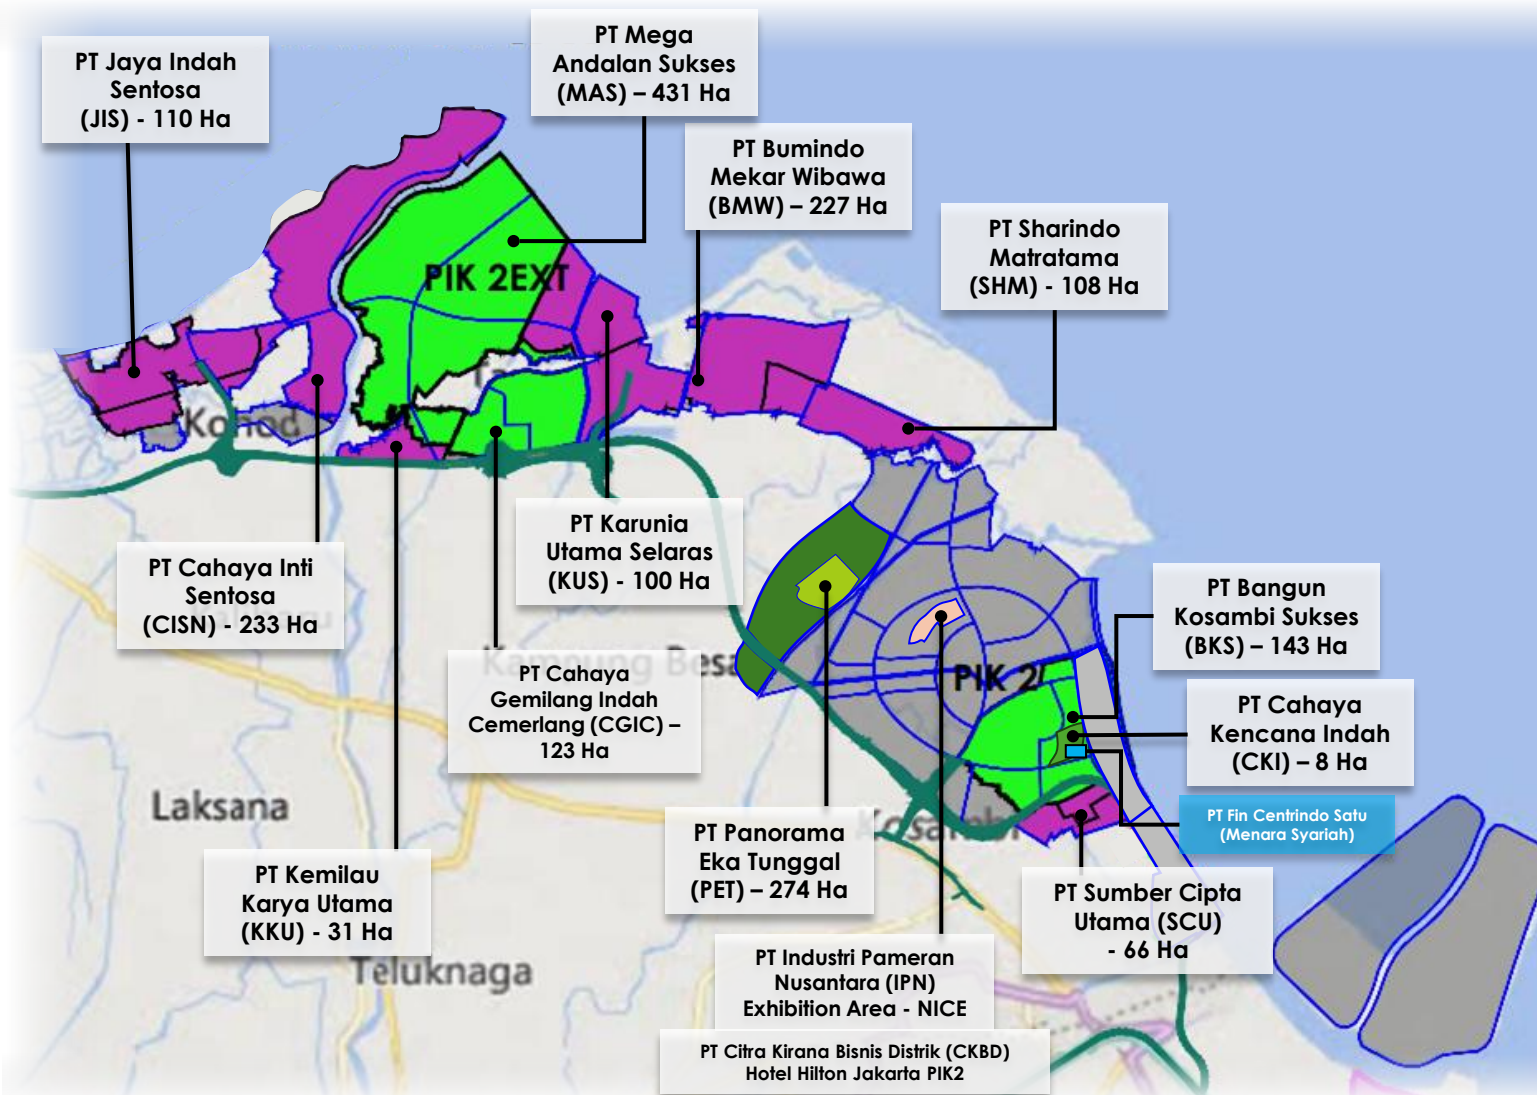 PT Jaya Indah
Sentosa
(JIS) - 110 Ha
PT Mega
Andalan Sukses
(MAS) – 431 Ha
PT Bumindo
Mekar Wibawa
(BMW) – 227 Ha
PT Sharindo
Matratama
(SHM) - 108 Ha
PIK 2EXT
PT Karunia
Utama Selaras
(KUS) - 100 Ha
PT Cahaya Inti
Sentosa
(CISN) – 233 Ha
PT Bangun
Kosambi Sukses
(BKS) – 143 Ha
PT Cahaya
Gemilang Indah
Cemerlang (CGIC) –
123 Ha
PIK 2
PT Cahaya
Kencana Indah
(CKI) – 8 Ha
Laksana
PT Fin Centrindo Satu
(Menara Syariah)
Kosambi
PT Panorama
Eka Tunggal
(PET) – 274 Ha
PT Kemilau
Karya Utama
(KKU) - 31 Ha
PT Sumber Cipta
Utama (SCU)
- 66 Ha
Teluknaga
PT Industri Pameran
Nusantara (IPN)
Exhibition Area - NICE
PT Citra Kirana Bisnis Distrik (CKBD)
Hotel Hilton Jakarta PIK2